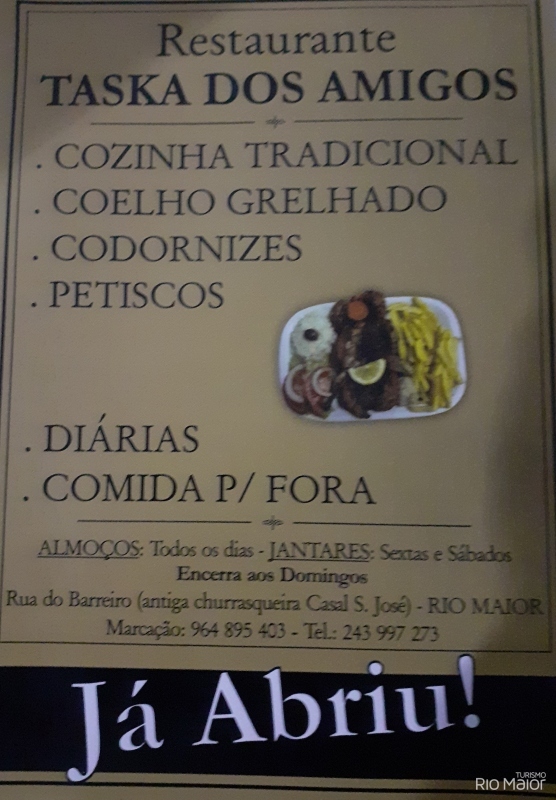 Restaurante
TASKA DOS AMIGOS
. COZINHA TRADICIONAL
. COELHO GRELHADO
. CODORNIZES
. PETISCOS
. DIÁRIAS
. COMIDA P/ FORA
ALMOÇOS: Todos os dias - JANTARES: Sextas e Sábados
Encerra aos Domingos
Rua do Barreiro (antiga churrasqueira Casal S. José) - RIO MAIOR
Marcação: 964 895 403 - Tel.: 243 997 273
Já Abriu!
TURISMO
RIO MAIOR